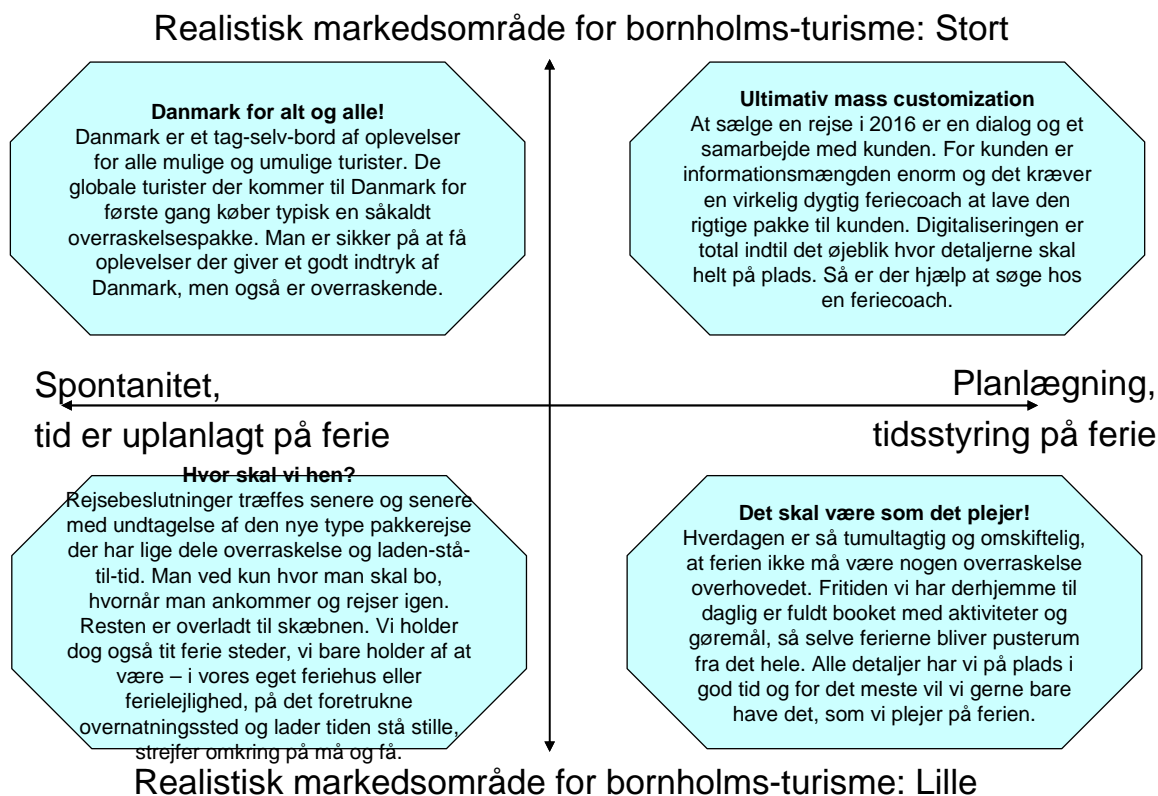 Realistisk markedsområde for bornholms-turisme: Stort
Danmark for alt og alle!
Danmark er et tag-selv-bord af oplevelser
for alle mulige og umulige turister. De
globale turister der kommer til Danmark for
første gang køber typisk en såkaldt
overraskelsespakke. Man er sikker på at få
oplevelser der giver et godt indtryk af
Danmark, men også er overraskende.
Ultimativ mass customization
At sælge en rejse i 2016 er en dialog og et
samarbejde med kunden. For kunden er
informationsmængden enorm og det kræver
en virkelig dygtig feriecoach at lave den
rigtige pakke til kunden. Digitaliseringen er
total indtil det øjeblik hvor detaljerne skal
helt på plads. Så er der hjælp at søge hos
en feriecoach.
Spontanitet,
tid er uplanlagt på ferie
Planlægning,
tidsstyring på ferie
Hvor skal vi hen?
Rejsebeslutninger træffes senere og senere
med undtagelse af den nye type pakkerejse
der har lige dele overraskelse og laden-stå-
til-tid. Man ved kun hvor man skal bo,
hvornår man ankommer og rejser igen.
Resten er overladt til skæbnen. Vi holder
dog også tit ferie steder, vi bare holder af at
være – i vores eget feriehus eller
ferielejlighed, på det foretrukne
overnatningssted og lader tiden stå stille,
strejfer omkring på må og få.
Det skal være som det plejer!
Hverdagen er så tumultagtig og omskiftelig,
at ferien ikke må være nogen overraskelse
overhovedet. Fritiden vi har derhjemme til
daglig er fuldt booket med aktiviteter og
gøremål, så selve ferierne bliver pusterum
fra det hele. Alle detaljer har vi på plads i
god tid og for det meste vil vi gerne bare
have det, som vi plejer på ferien.
Realistisk markedsområde for bornholms-turisme: Lille